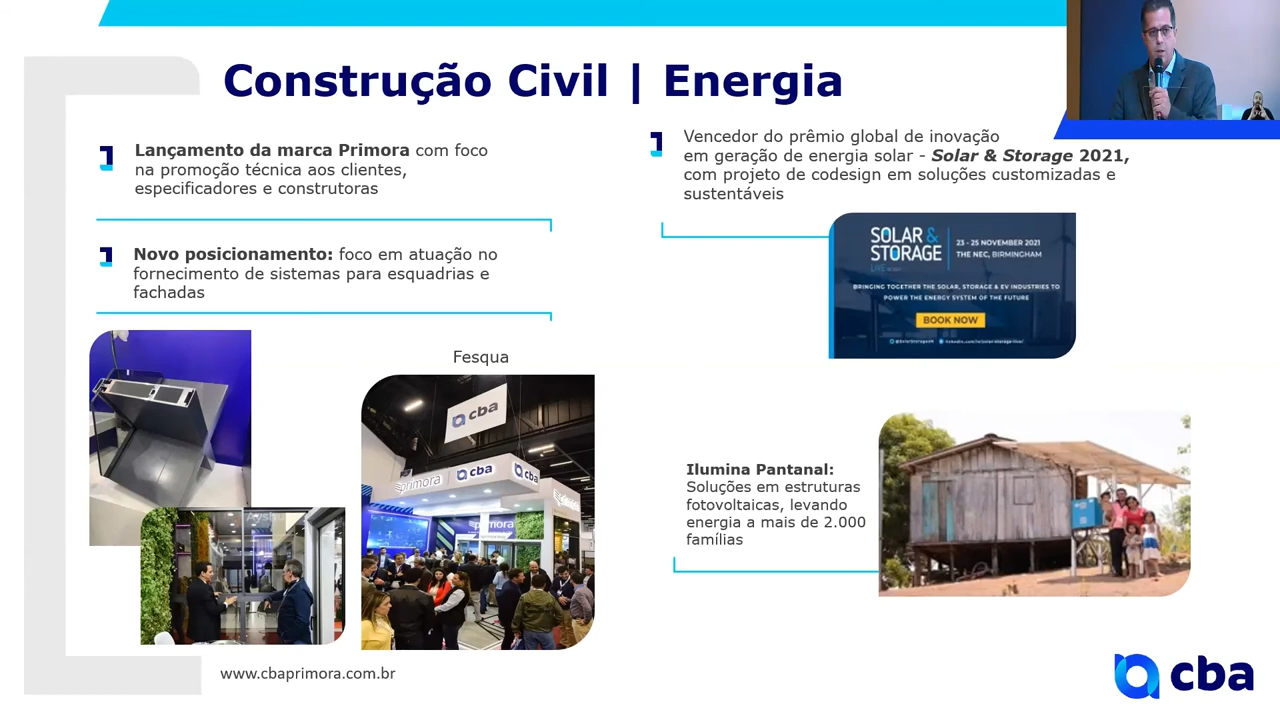 Construção Civil | Energia
Lançamento da marca Primora com foco
na promoção técnica aos clientes,
especificadores e construtoras
Novo posicionamento: foco em atuação no
fornecimento de sistemas para esquadrias e
fachadas
Fesqua
cba
primora
cba
cba
primora
primora
www.cbaprimora.com.br
Vencedor do prêmio global de inovação
em geração de energia solar - Solar & Storage 2021,
com projeto de codesign em soluções customizadas e
sustentáveis
SOLAR &
STORAGE
LIVE
23 - 25 NOVEMBER 2021
THE NEC, BIRMINGHAM
BRINGING TOGETHER THE SOLAR, STORAGE & EV INDUSTRIES TO
POWER THE ENERGY SYSTEM OF THE FUTURE
BOOK NOW
Ilumina Pantanal:
Soluções em estruturas
fotovoltaicas, levando
energia a mais de 2.000
famílias
cba